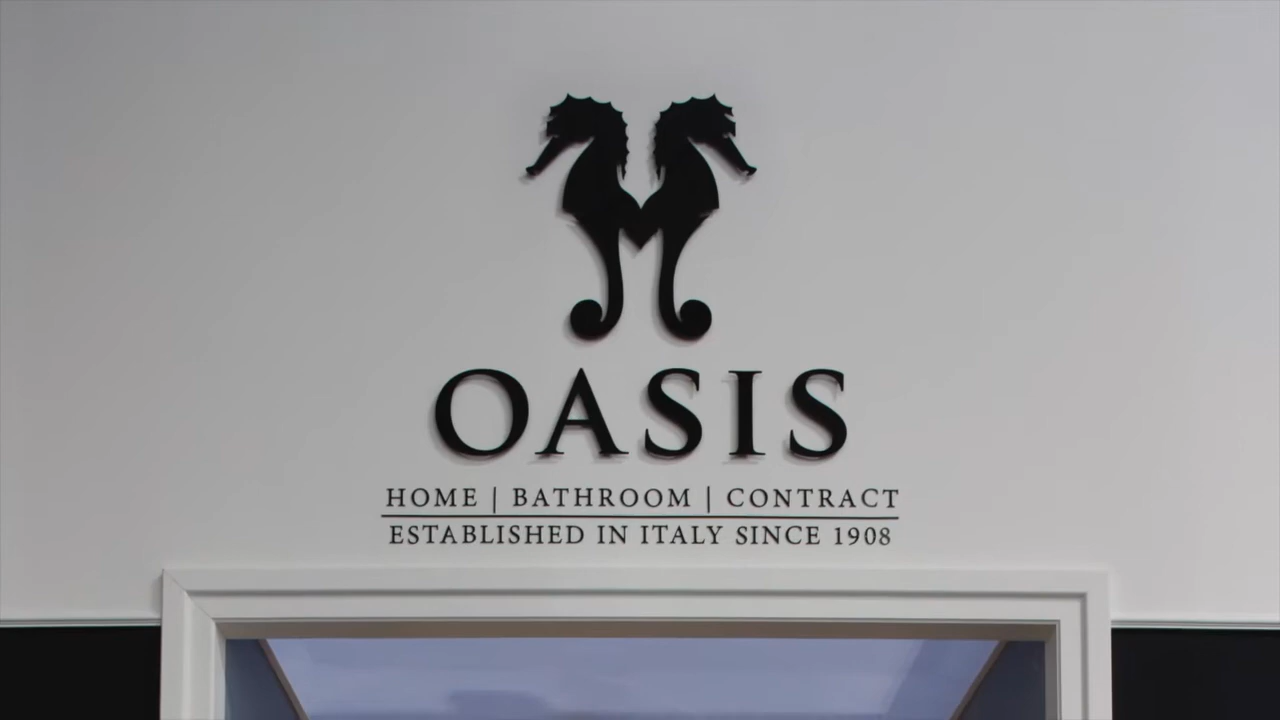 OASIS
HOME | BATHROOM | CONTRACT
ESTABLISHED IN ITALY SINCE 1908